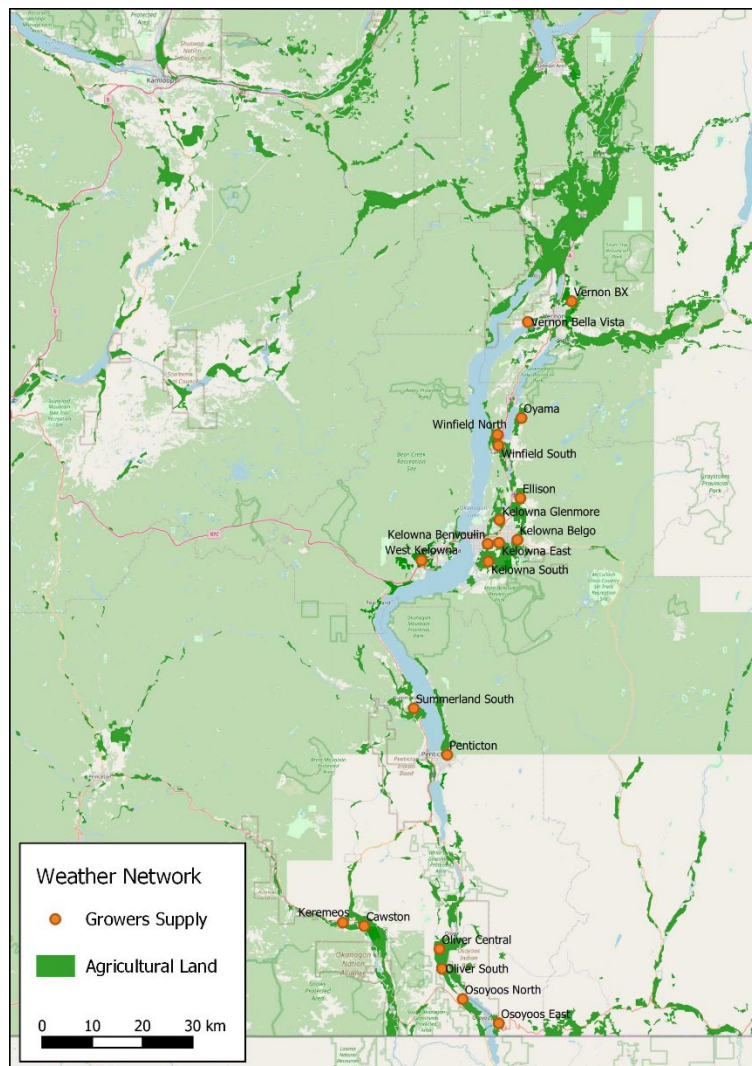 Kamloops
Vernon BX
Vernon Bella Vista
Oyama
Winfield North
Winfield South
Ellison
Kelowna Glenmore
Kelowna Benvoulin
Kelowna Belgo
West Kelowna
Kelowna East
Kelowna South
Summerland South
Penticton
Keremeos
Cawston
Oliver Central
Oliver South
Osoyoos North
Osoyoos East
Weather Network
Growers Supply
Agricultural Land
0 10 20 30 km